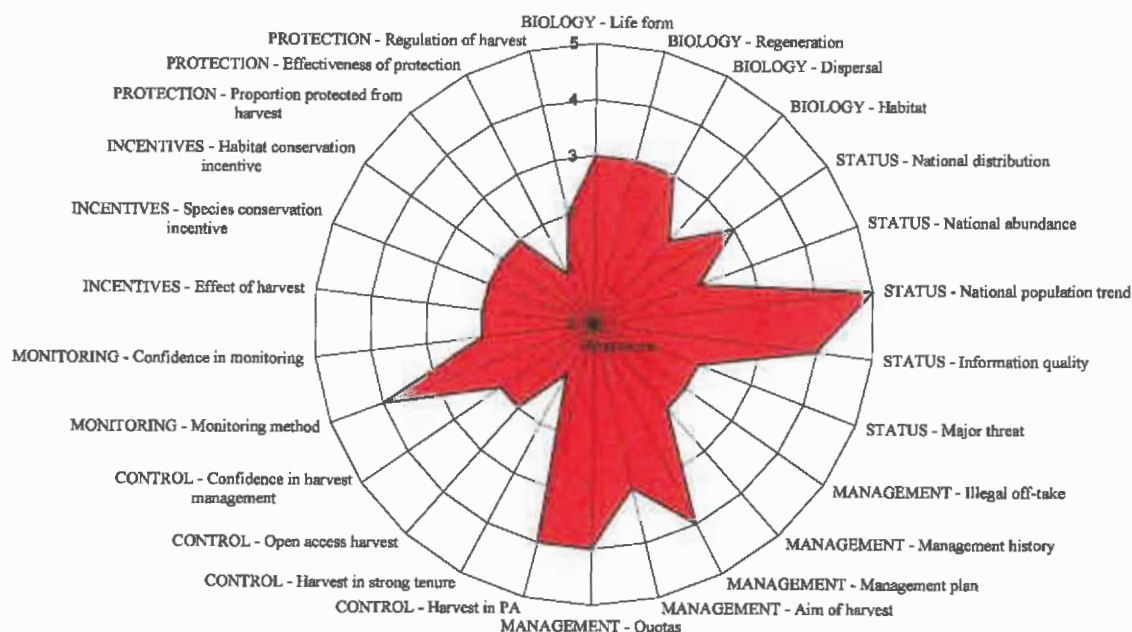 BIOLOGY - Life form
PROTECTION - Regulation of harvest
5
BIOLOGY - Regeneration
PROTECTION - Effectiveness of protection
BIOLOGY - Dispersal
PROTECTION - Proportion protected from
harvest
4
BIOLOGY - Habitat
INCENTIVES - Habitat conservation
incentive
3
STATUS - National distribution
INCENTIVES - Species conservation
incentive
STATUS - National abundance
INCENTIVES - Effect of harvest
STATUS - National population trend
MONITORING - Confidence in monitoring
STATUS - Information quality
MONITORING - Monitoring method
STATUS - Major threat
CONTROL - Confidence in harvest
management
MANAGEMENT - Illegal off-take
CONTROL - Open access harvest
MANAGEMENT - Management history
CONTROL - Harvest in strong tenure
MANAGEMENT - Management plan
CONTROL - Harvest in PA
MANAGEMENT - Aim of harvest
MANAGEMENT - Quotas